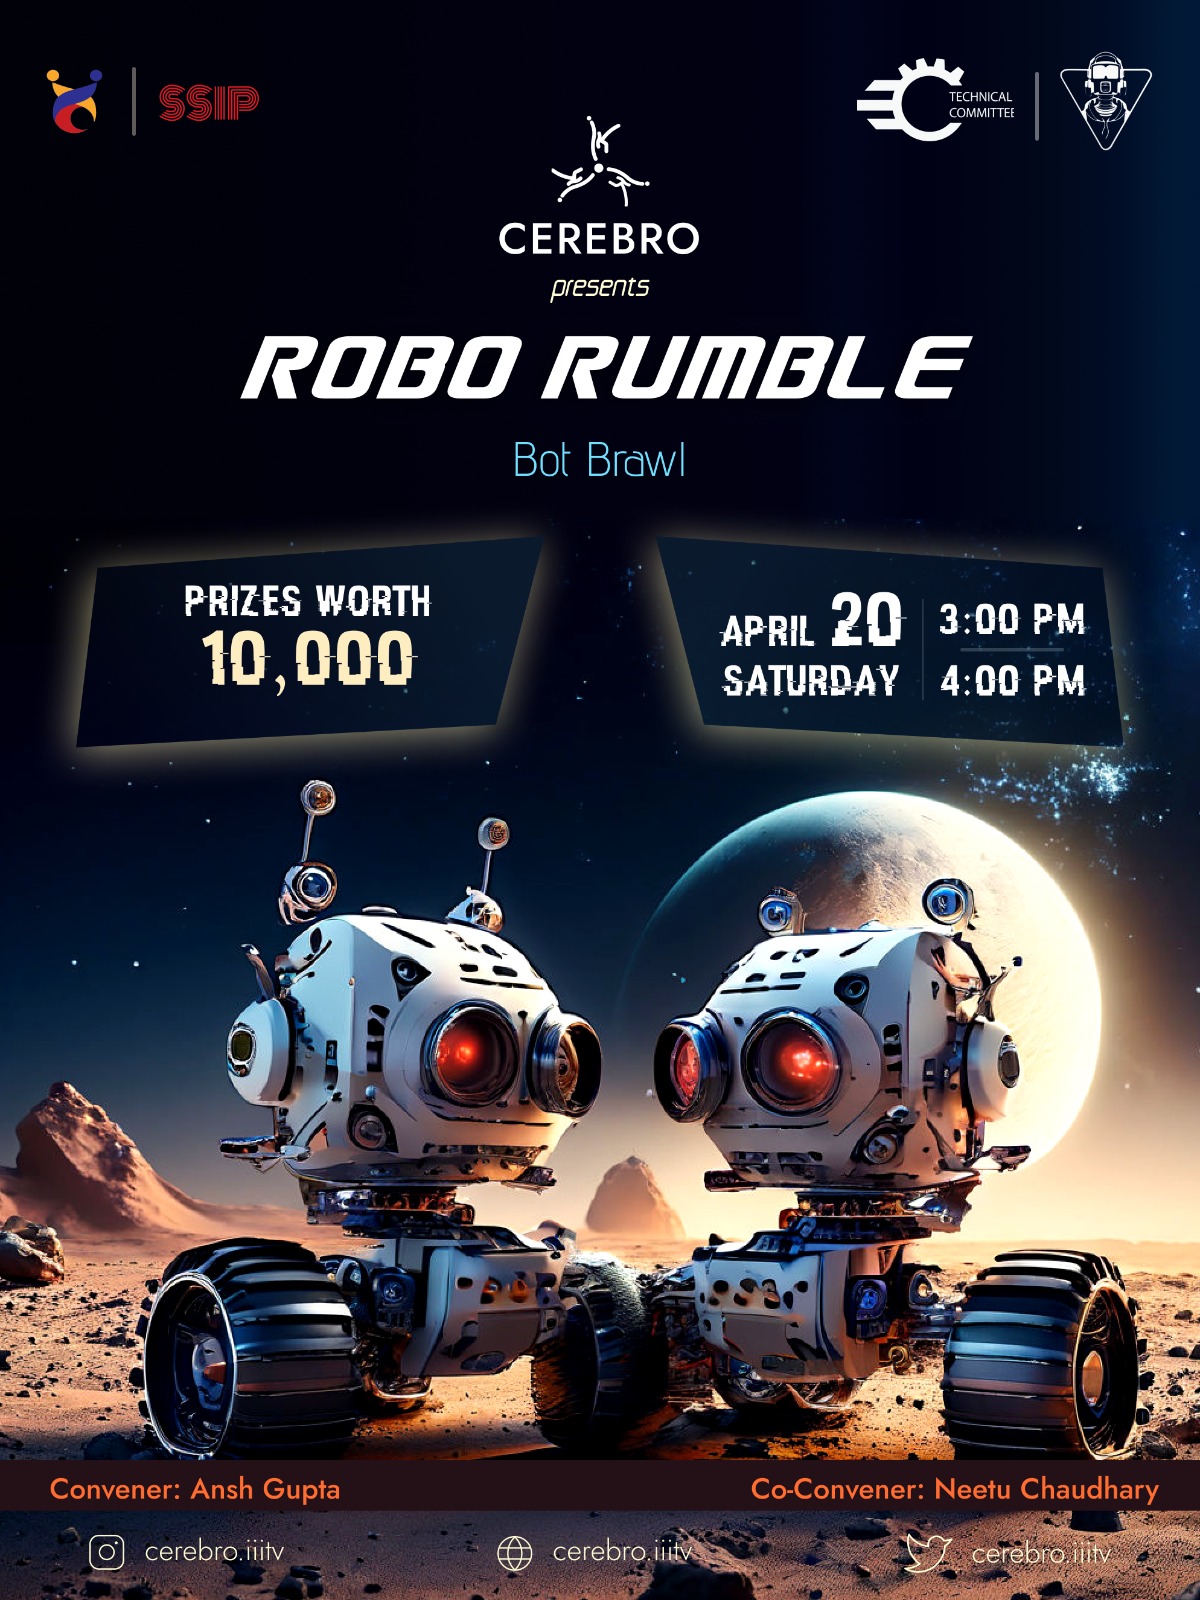 SSIP
TECHNICAL
COMMITTEE
CEREBRO
presents
ROBO RUMBLE
Bot Brawl
PRIZES WORTH
10,000
APRIL 20
SATURDAY
3:00 PM
4:00 PM
Convener: Ansh Gupta
Co-Convener: Neetu Chaudhary
cerebro.iiitv
cerebro.iiitv
cerebro.iiitv